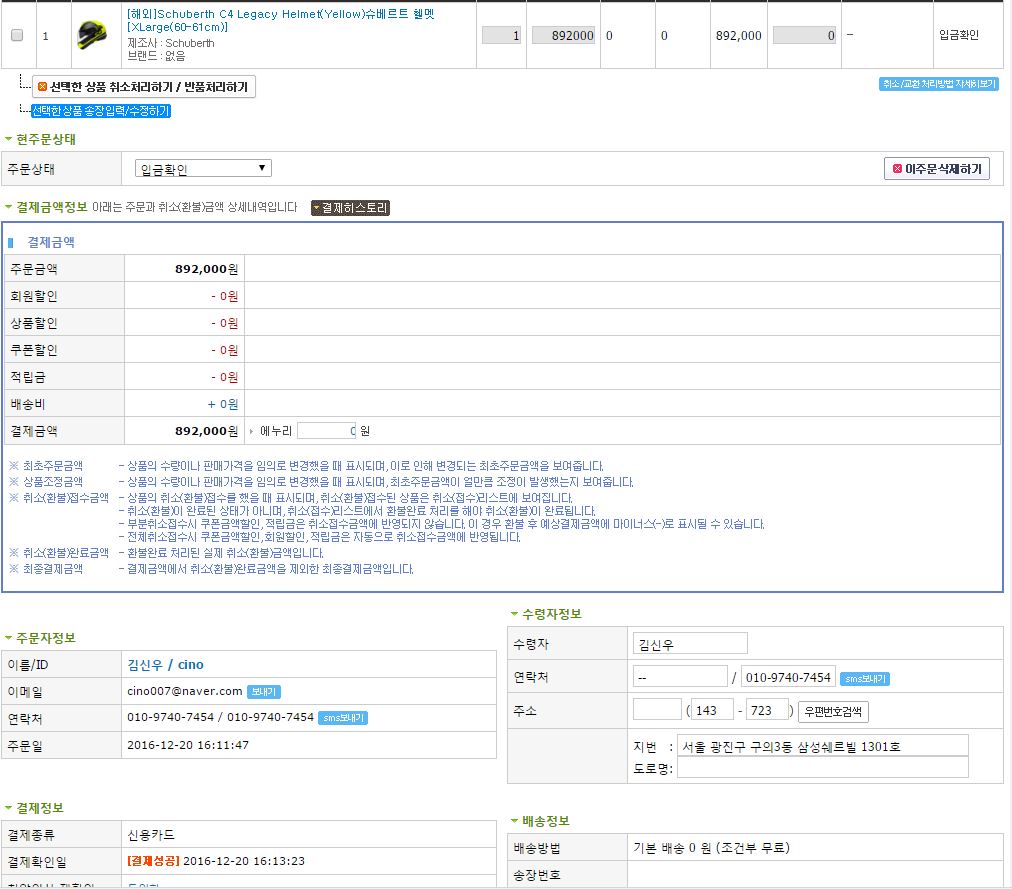 1 [해외]Schuberth C4 Legacy Helmet(Yellow)슈베르트 헬멧 [XLarge(60-61cm)] 1 892000 0 0 892,000 0 -- 입금확인
제조사 : Schuberth
브랜드 : 없음
선택한 상품 취소처리하기 / 반품처리하기 취소/교환 처리방법 자세히보기
선택한 상품 송장입력/수정하기
현주문상태
주문상태 입금확인 이주문삭제하기
결제금액정보 아래는 주문과 취소(환불)금액 상세내역입니다 결제히스토리
결제금액
주문금액 892,000원
회원할인 - 0원
상품할인 - 0원
쿠폰할인 - 0원
적립금 - 0원
배송비 + 0원
결제금액 892,000원 에누리 0 원
※ 최초주문금액 - 상품의 수량이나 판매가격을 임의로 변경했을 때 표시되며, 이로 인해 변경되는 최초주문금액을 보여줍니다.
※ 상품조정금액 - 상품의 수량이나 판매가격을 임의로 변경했을 때 표시되며, 최초주문금액이 얼만큼 조정이 발생했는지 보여줍니다.
※ 취소(환불)접수금액 - 상품의 취소(환불)접수를 했을 때 표시되며, 취소(환불)접수된 상품은 취소(접수)리스트에 보여집니다.
- 취소(환불)이 완료된 상태가 아니며, 취소(접수)리스트에서 환불완료 처리를 해야 취소(환불)이 완료됩니다.
- 부분취소접수시 쿠폰금액할인, 적립금은 취소접수금액에 반영되지 않습니다. 이 경우 환불 후 예상결제금액에 마이너스(-)로 표시될 수 있습니다.
- 전체취소접수시 쿠폰금액할인, 회원할인, 적립금은 자동으로 취소접수금액에 반영됩니다.
※ 취소(환불)완료금액 - 환불완료 처리된 실제 취소(환불)금액입니다.
※ 최종결제금액 - 결제금액에서 취소(환불)완료금액을 제외한 최종결제금액입니다.
주문자정보
이름/ID 김신우 / cino
이메일 cino007@naver.com 보내기
연락처 010-9740-7454 / 010-9740-7454 sms보내기
주문일 2016-12-20 16:11:47
수령자정보
수령자 김신우
연락처 -- / 010-9740-7454 sms보내기
주소 ( 143 - 723 ) 우편번호검색
지번 : 서울 광진구 구의3동 삼성쉐르빌 1301호
도로명:
결제정보
결제종류 신용카드
결제확인일 [결제성공] 2016-12-20 16:13:23
배송정보
배송방법 기본 배송 0 원 (조건부 무료)
송장번호